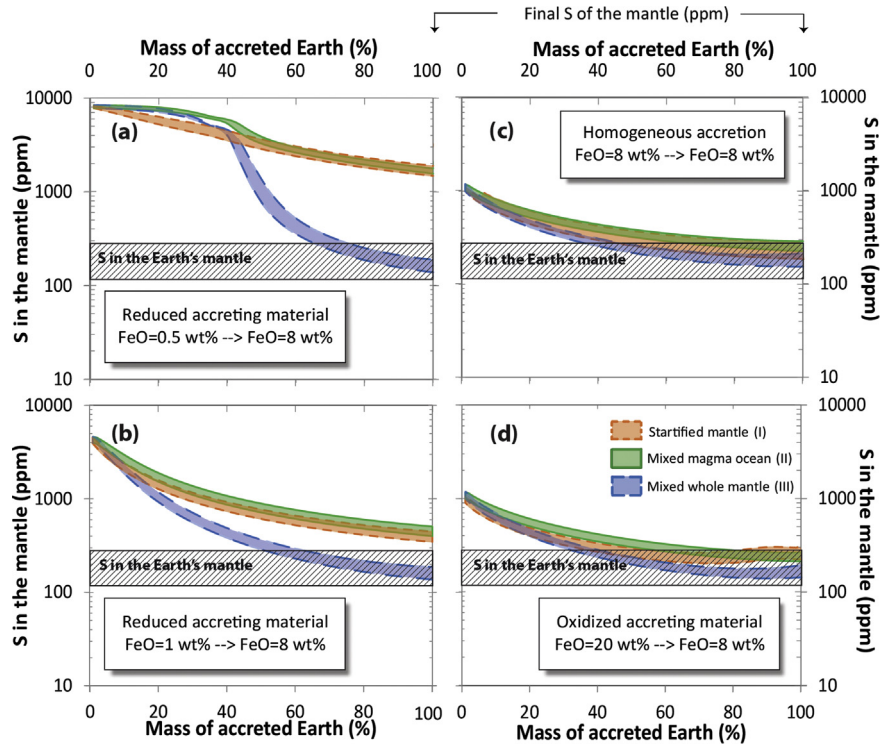 Final S of the mantle (ppm)
Mass of accreted Earth (%)
0 20 40 60 80 100
0 20 40 60 80 100
S in the mantle (ppm)
10000
1000
100
10
(a)
S in the Earth's mantle
Reduced accreting material
FeO=0.5 wt% --> FeO=8 wt%
(c)
Homogeneous accretion
FeO=8 wt% --> FeO=8 wt%
S in the Earth's mantle
10000
1000
100
10
S in the mantle (ppm)
S in the mantle (ppm)
10000
1000
100
10
(b)
S in the Earth's mantle
Reduced accreting material
FeO=1 wt% --> FeO=8 wt%
(d)
Startified mantle (I)
Mixed magma ocean (II)
Mixed whole mantle (III)
S in the Earth's mantle
Oxidized accreting material
FeO=20 wt% --> FeO=8 wt%
10000
1000
100
10
S in the mantle (ppm)
0 20 40 60 80 100
Mass of accreted Earth (%)
0 20 40 60 80 100
Mass of accreted Earth (%)